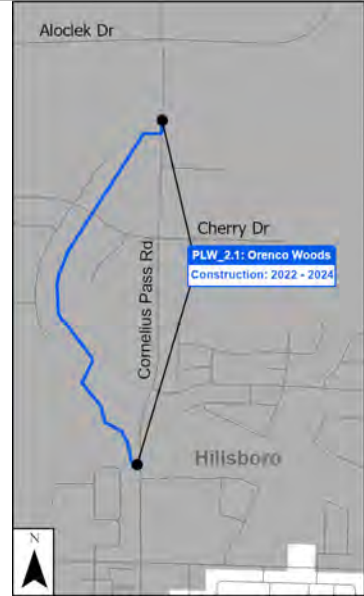 Aloclek Dr
Cherry Dr
PLW_2.1: Orenco Woods
Construction: 2022 - 2024
Cornelius Pass Rd
Hillsboro
N